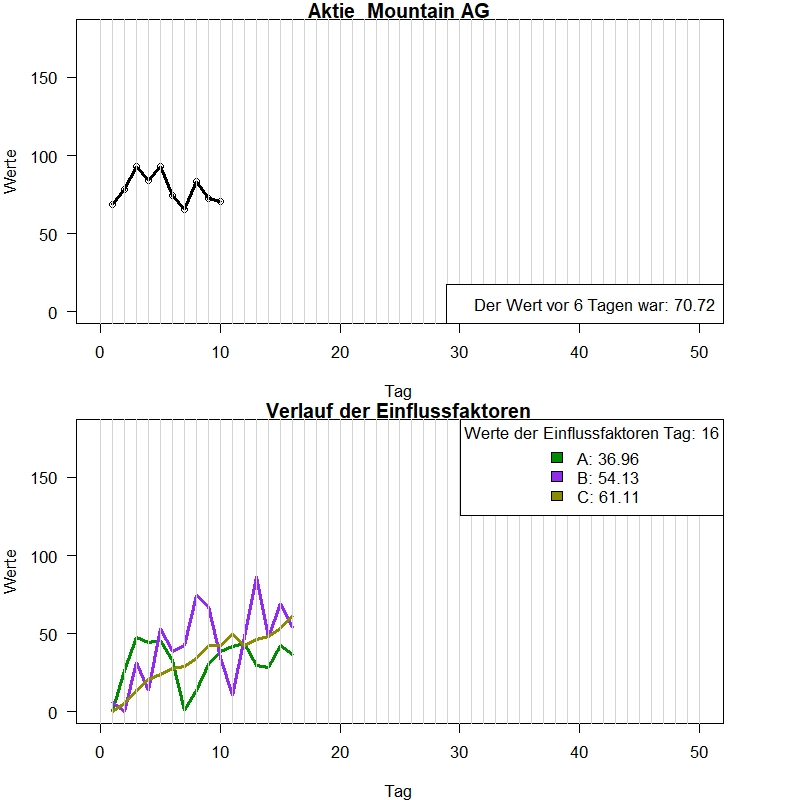 Aktie  Mountain AG
Werte
150
100
50
0
Der Wert vor 6 Tagen war: 70.72
0 10 20 30 40 50
Tag
Verlauf der Einflussfaktoren
Werte
150
100
50
0
Werte der Einflussfaktoren Tag: 16
A: 36.96
B: 54.13
C: 61.11
0 10 20 30 40 50
Tag